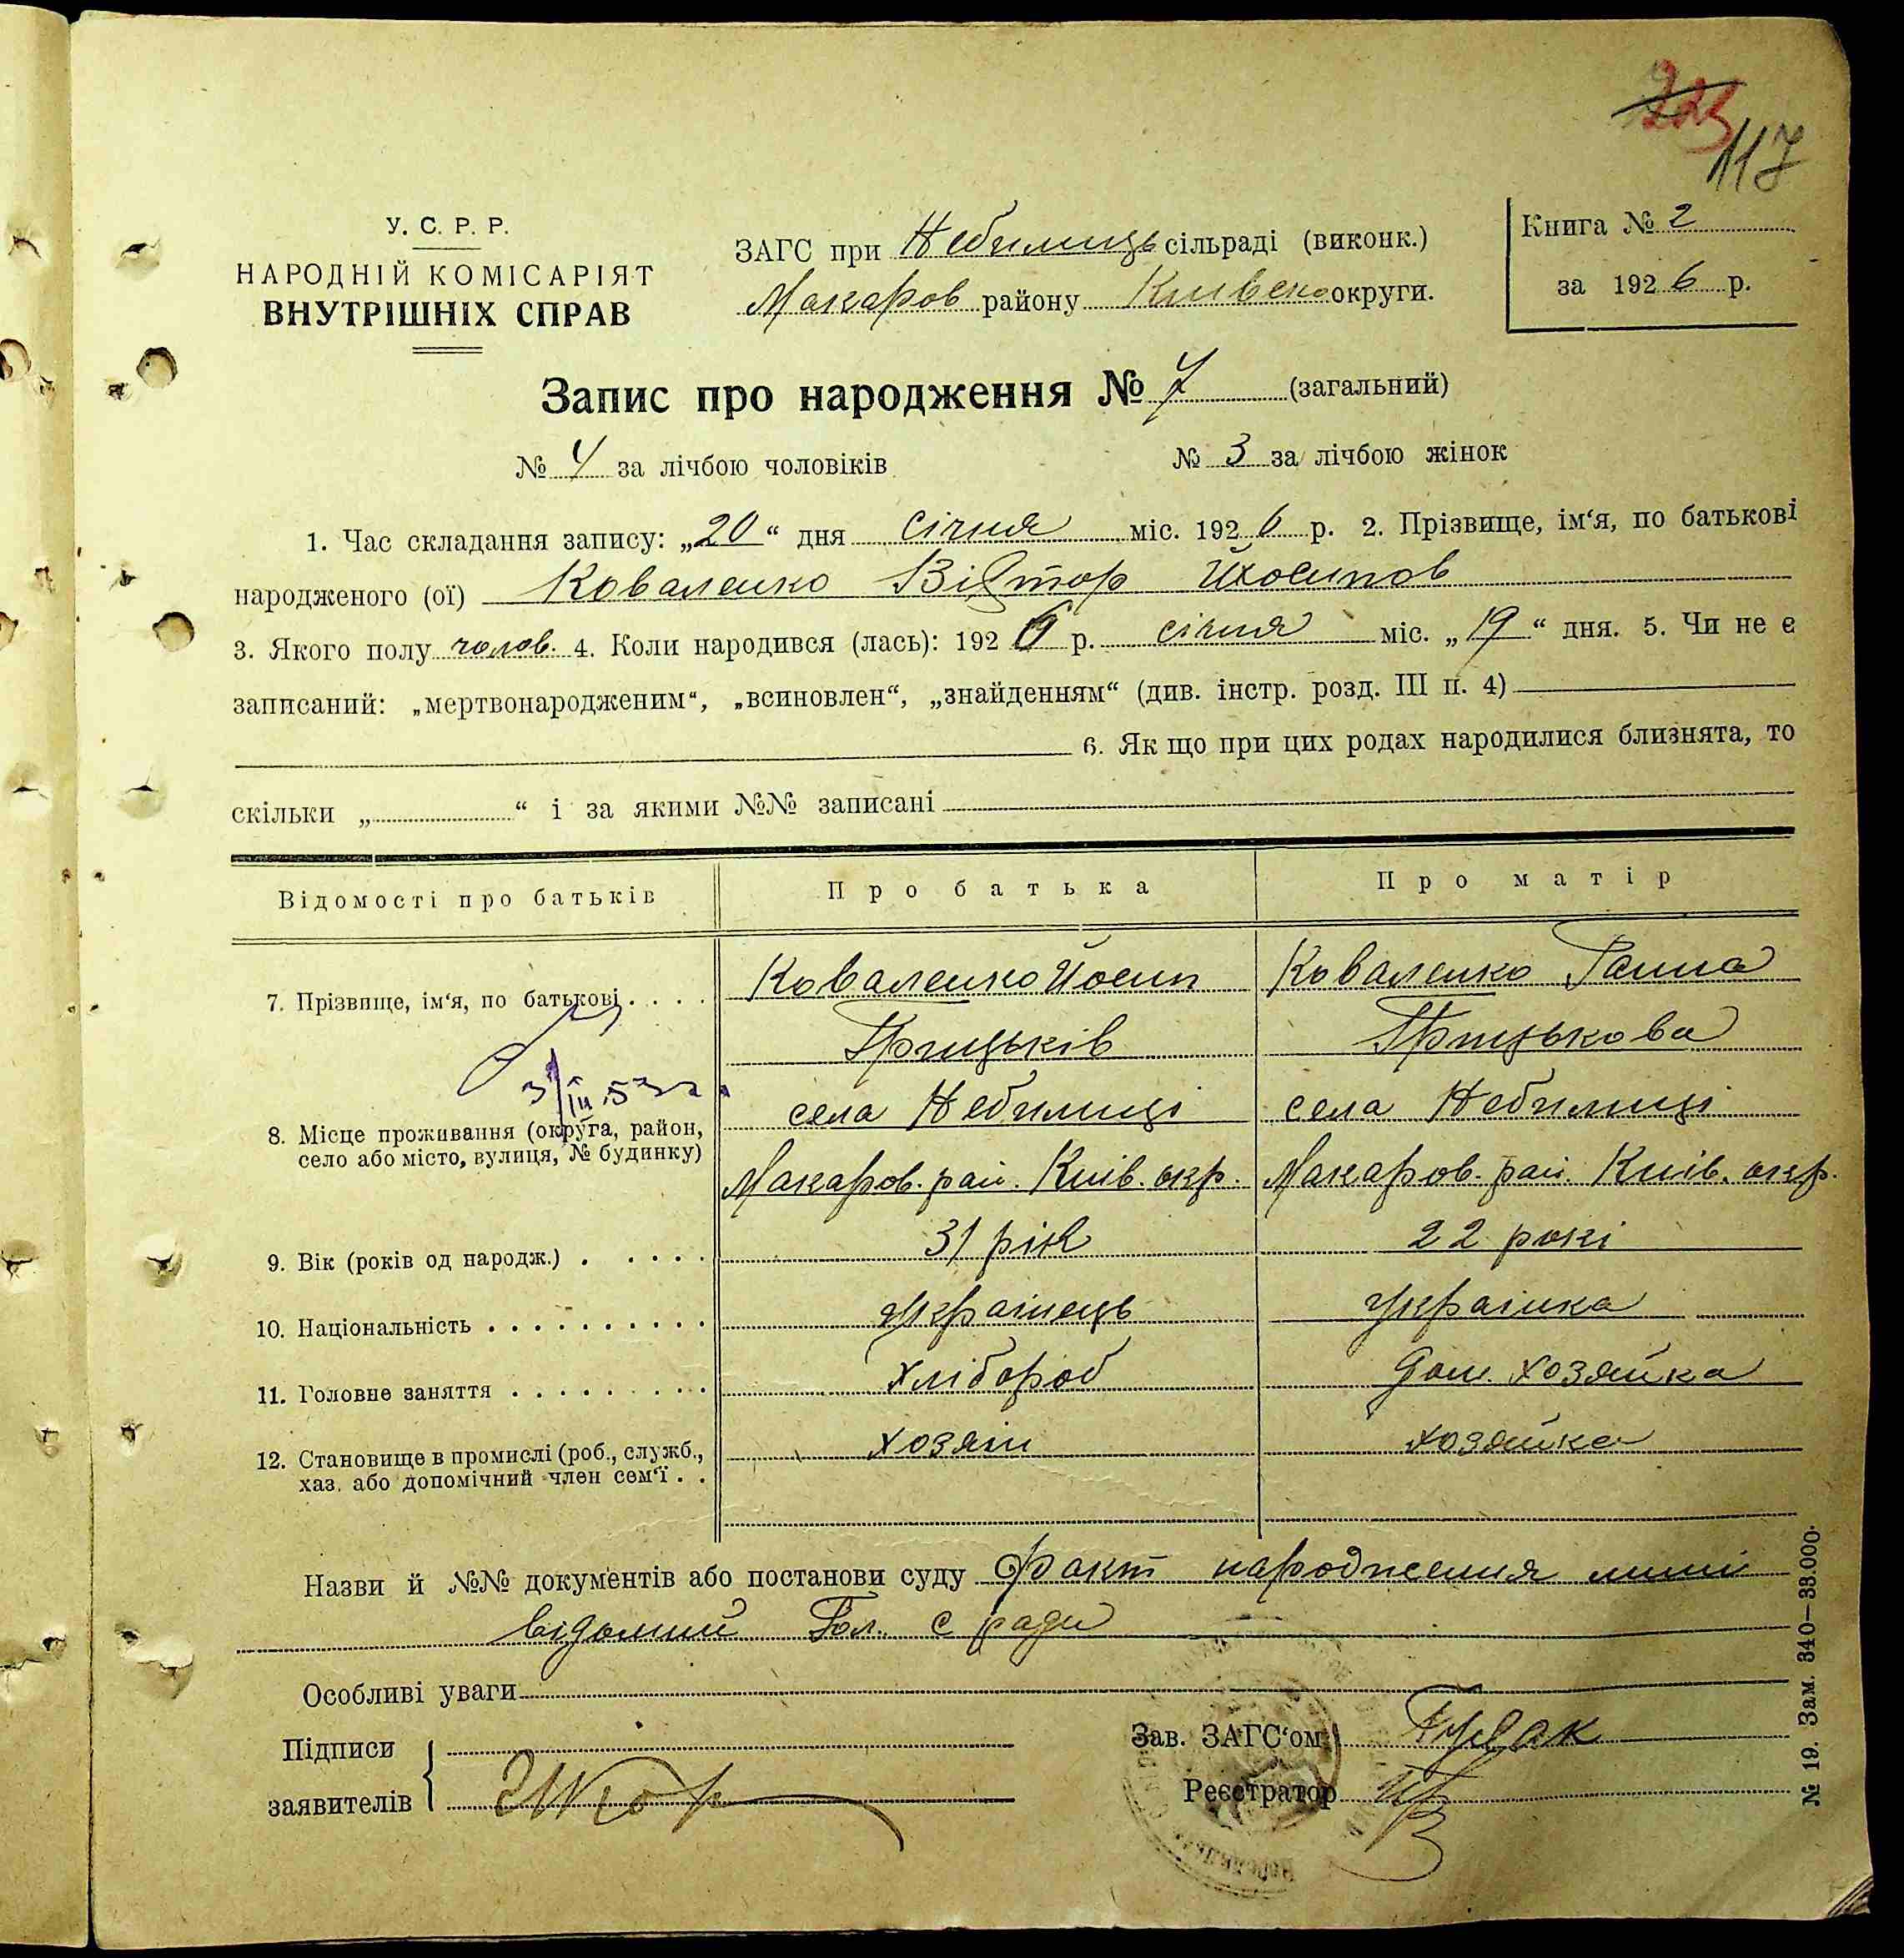 223
117
У. С. Р. Р.
НАРОДНІЙ КОМІСАРІЯТ
ВНУТРІШНІХ СПРАВ
ЗАГС при Небилиць сільраді (виконк.)
Макаров району Київсько округи.
Книга № 2
за 1926 р.
Запис про народження № 7 (загальний)
№ 4 за лічбою чоловіків № 3 за лічбою жінок
1. Час складання запису: „20“ дня січня міс. 1926 р. 2. Прізвище, ім‘я, по батькові
народженого (ої) Коваленко Віктор Йосипов
3. Якого полу чолов. 4. Коли народився (лась): 1926 р. січня міс. „19“ дня. 5. Чи не є
записаний: „мертвонародженим“, „всиновлен“, „знайденням“ (див. інстр. розд. III п. 4)
6. Як що при цих родах народилися близнята, то
скільки „ “ і за якими №№ записані
Відомості про батьків Про батька Про матір
7. Прізвище, ім‘я, по батькові Коваленко Йосип Коваленко Ганна
Грицьків Грицькова
3/III.53
8. Місце проживання (округа, район, село або місто, вулиця, № будинку) села Небилиці села Небилиці
Макаров. рай. Київ. окр. Макаров. рай. Київ. окр.
9. Вік (років од народж.) 31 рік 22 рокі
10. Національність Українець Українка
11. Головне заняття хлібороб дом. хозяйка
12. Становище в промислі (роб., служб., хозяін хозяйка
хаз. або допомічний член сем‘ї
Назви й №№ документів або постанови суду Факт народження мині
відомий Гол. с ради
Особливі уваги
Підписи
заявителів
Зав. ЗАГС‘ом
Реєстратор
№ 19. Зам. 340—33.000.